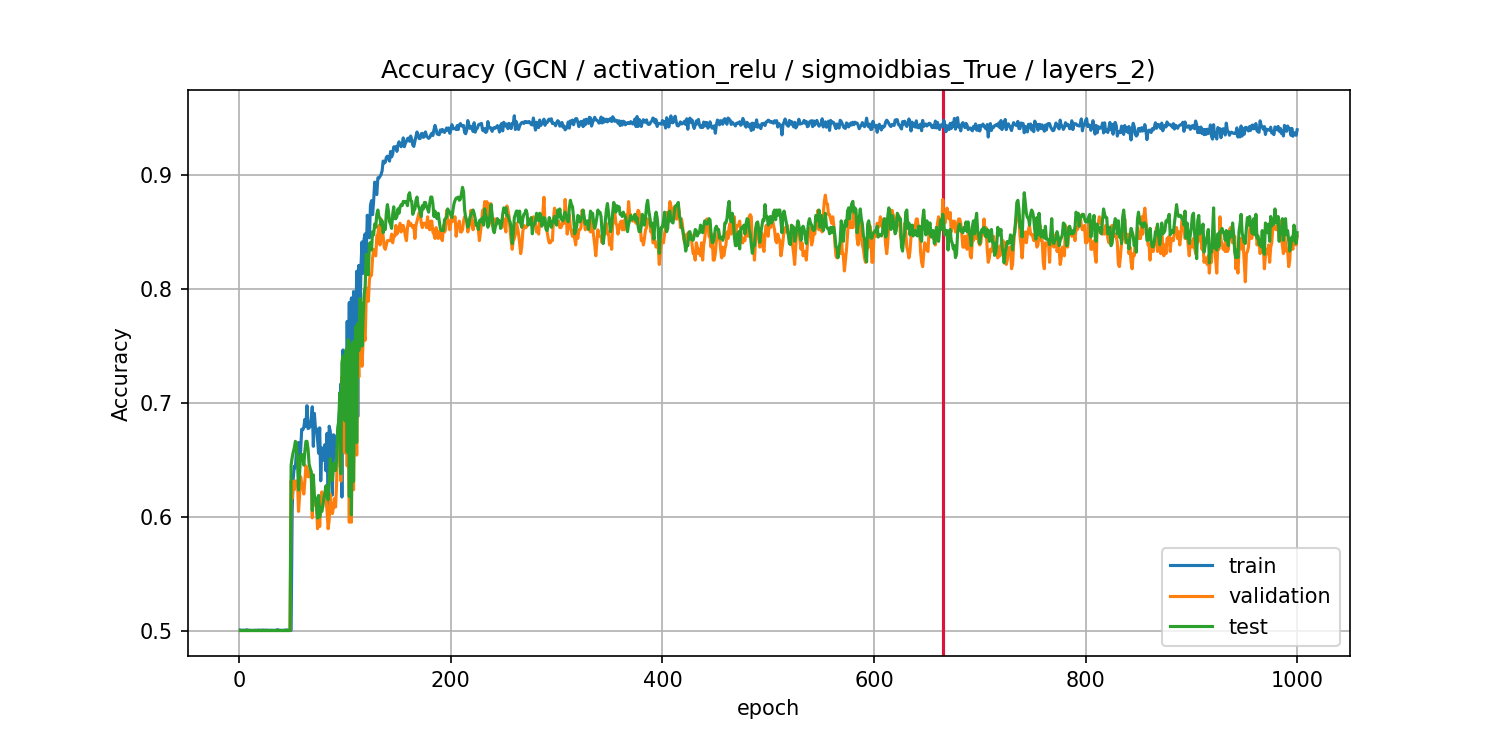 Accuracy (GCN / activation_relu / sigmoidbias_True / layers_2)
0.9
0.8
0.7
0.6
0.5
Accuracy
0 200 400 600 800 1000
epoch
train
validation
test